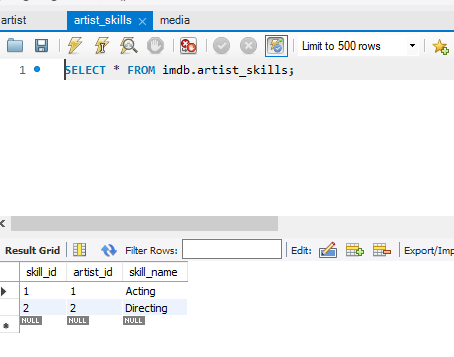 artist artist_skills × media
Limit to 500 rows
1 SELECT * FROM imdb.artist_skills;
Result Grid Filter Rows: Edit: Export/Imp
skill_id artist_id skill_name
1 1 Acting
2 2 Directing
NULL NULL NULL